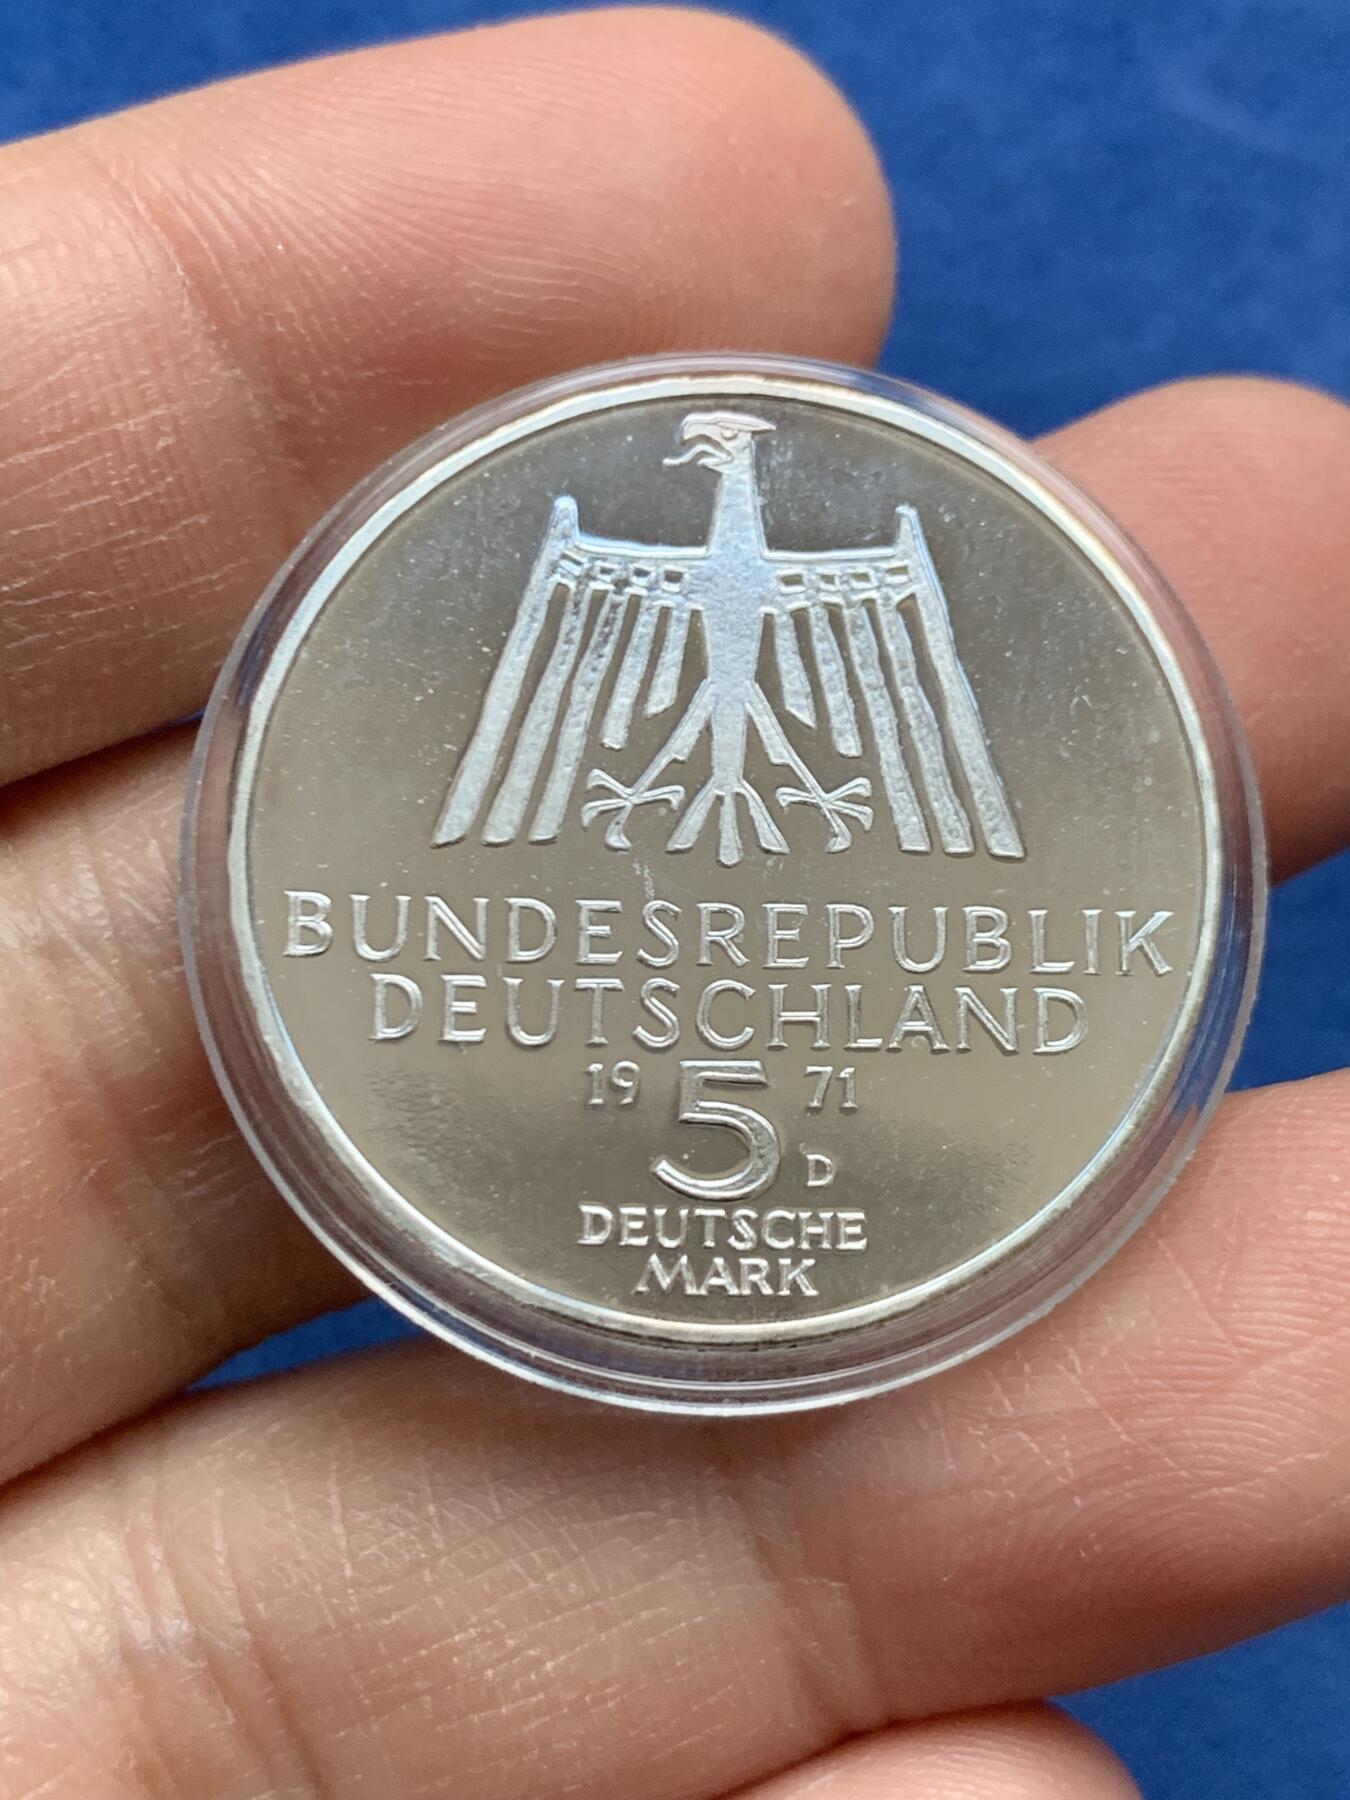 BUNDESREPUBLIK
DEUTSCHLAND
19 5 71
D
DEUTSCHE
MARK